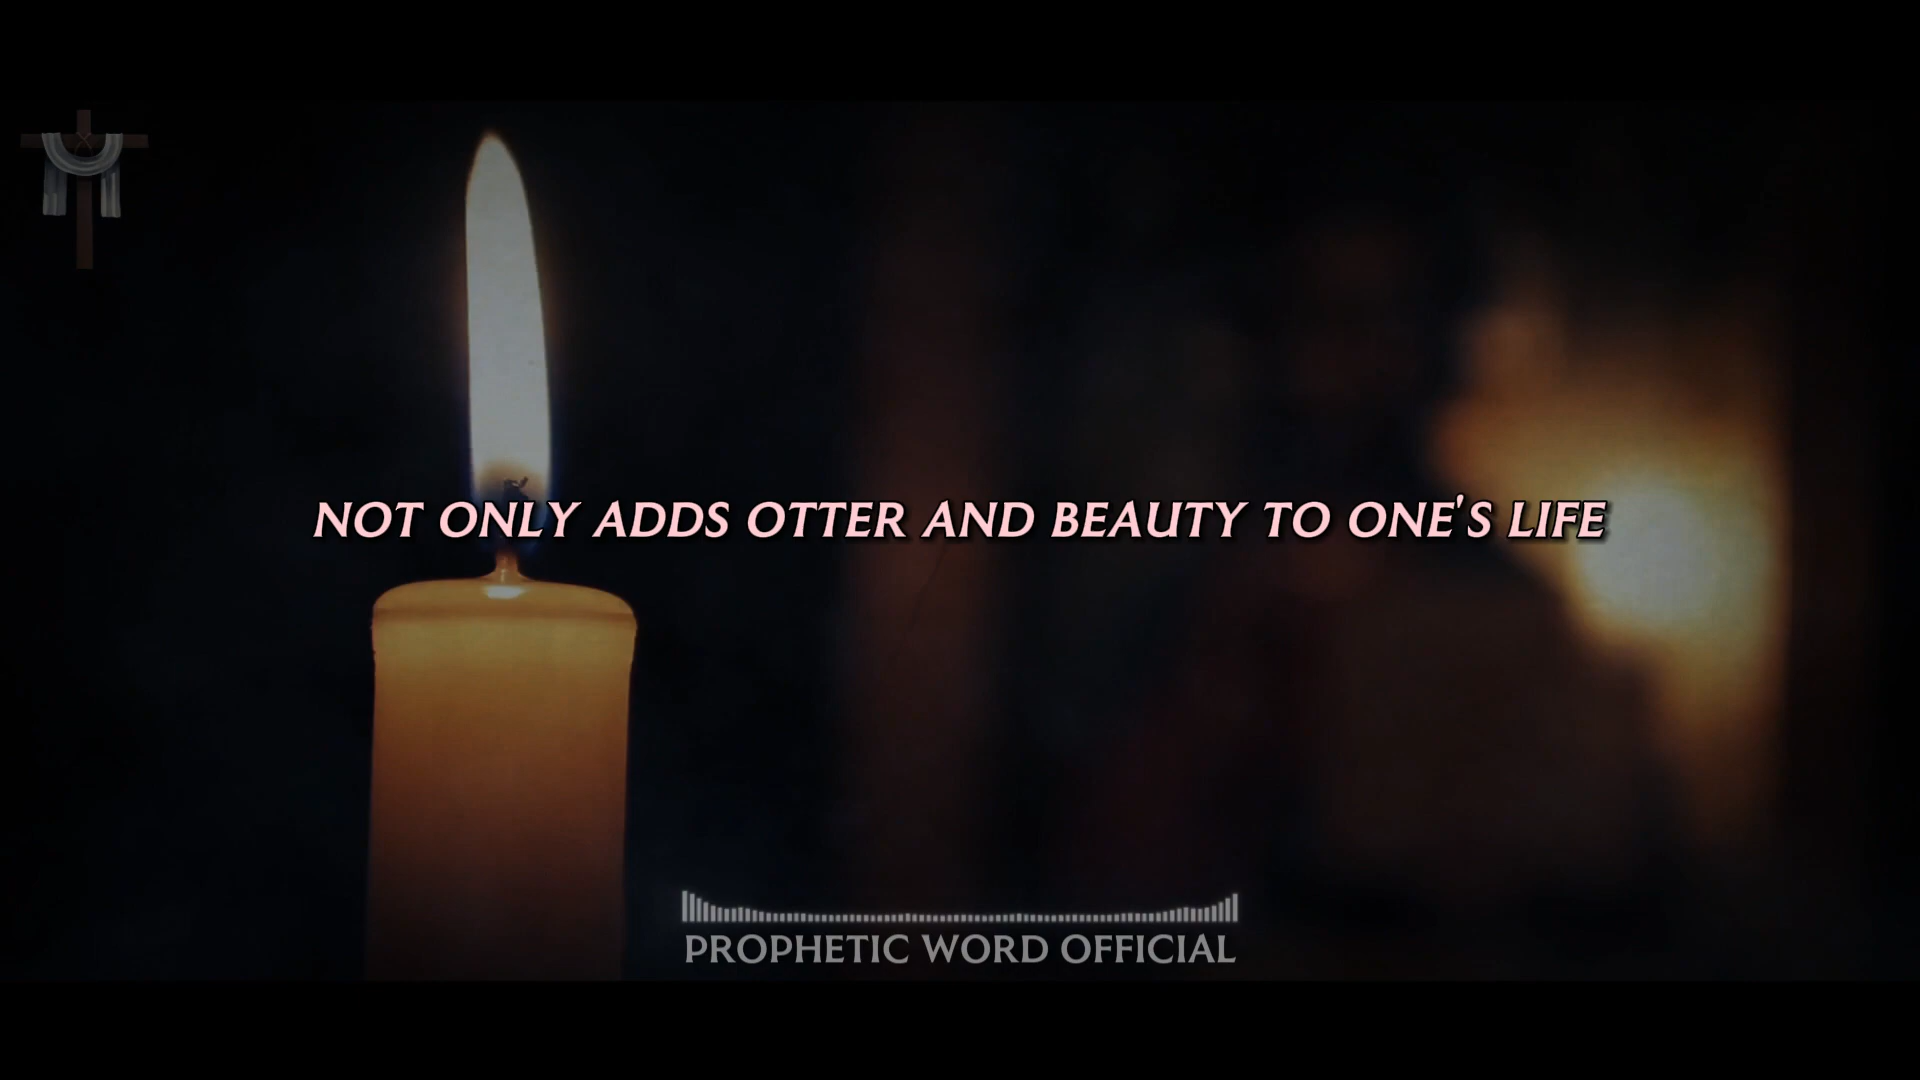 NOT ONLY ADDS OTTER AND BEAUTY TO ONE'S LIFE
PROPHETIC WORD OFFICIAL